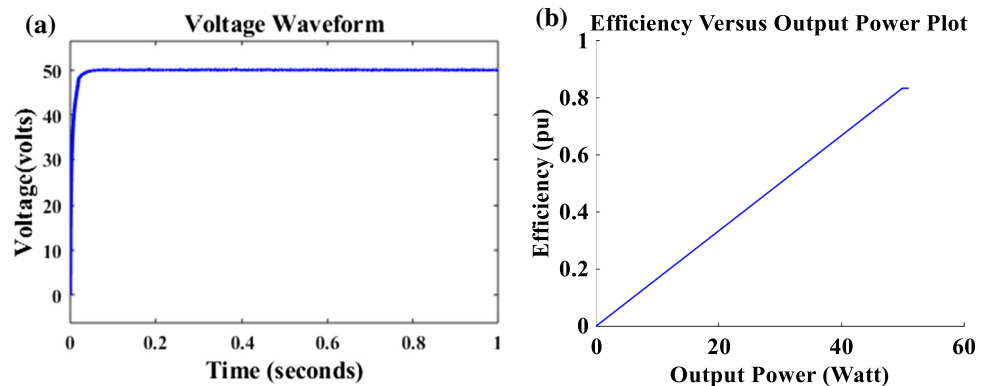 (a)
Voltage Waveform
50
40
30
20
10
0
Voltage(volts)
0 0.2 0.4 0.6 0.8 1
Time (seconds)
(b)
Efficiency Versus Output Power Plot
1
0.8
0.6
0.4
0.2
0
Efficiency (pu)
0 20 40 60
Output Power (Watt)